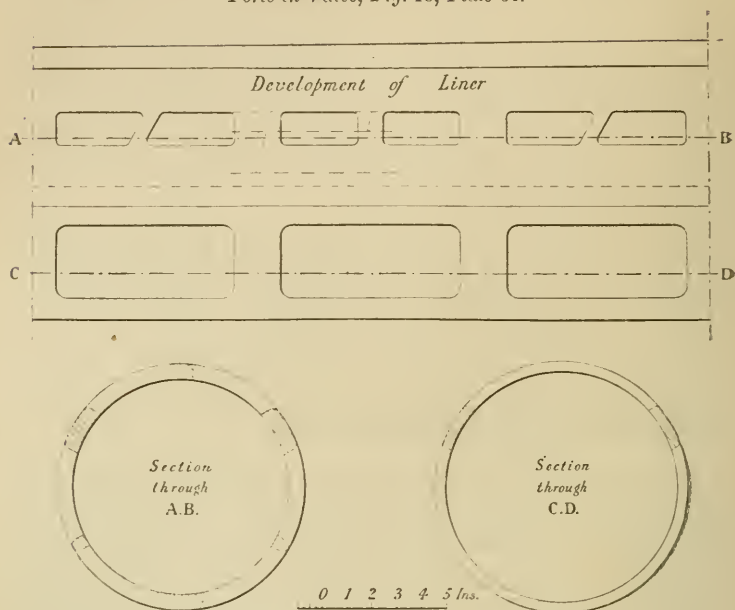 Development of Liner
A B
C D
Section
through
A.B.
Section
through
C.D.
0 1 2 3 4 5 Ins.